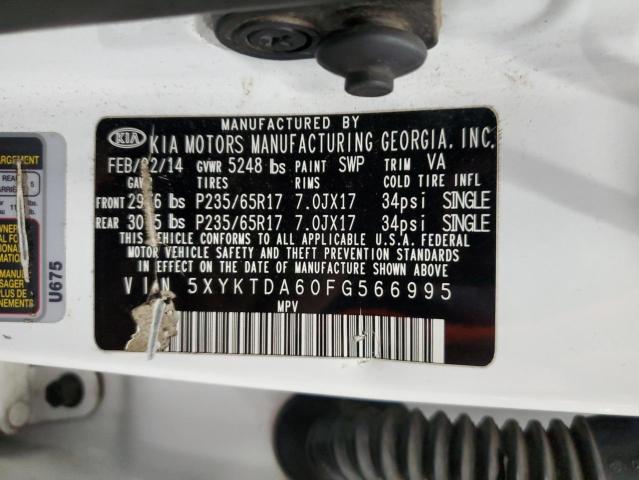 MANUFACTURED BY
KIA KIA MOTORS MANUFACTURING GEORGIA, INC.
GVWR 5248 lbs PAINT SWP TRIM VA
TIRES RIMS COLD TIRE INFL
FRONT lbs P235/65R17 7.0JX17 34psi SINGLE
REAR lbs P235/65R17 7.0JX17 34psi SINGLE
THIS VEHICLE CONFORMS TO ALL APPLICABLE U.S.A. FEDERAL
MOTOR VEHICLE SAFETY AND THEFT PREVENTION STANDARDS
IN EFFECT ON THE DATE OF MANUFACTURE SHOWN ABOVE.
VIN 5XYKTDA60FG566995
MPV
U675